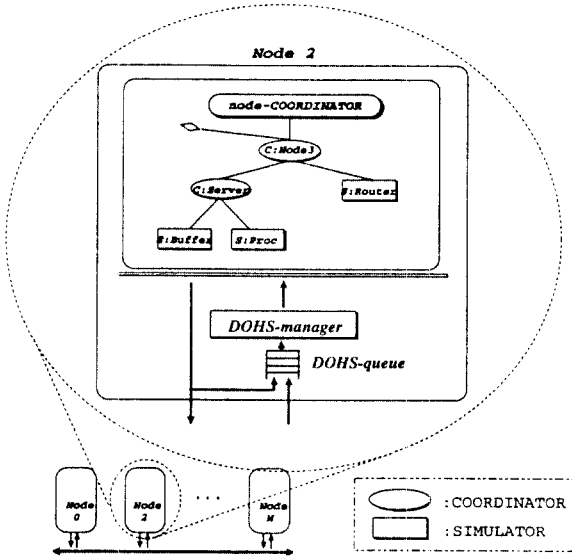 Node 2
node-COORDINATOR
C:Node3
C:Server
S:Router
S:Buffer
S:Proc
DOHS-manager
DOHS-queue
Node 0
Node 2
. . .
Node N
:COORDINATOR
:SIMULATOR